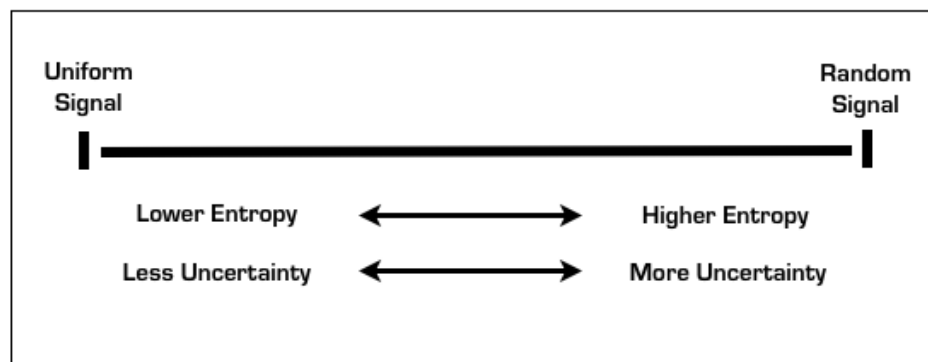 Uniform
Signal
Random
Signal
Lower Entropy
Higher Entropy
Less Uncertainty
More Uncertainty